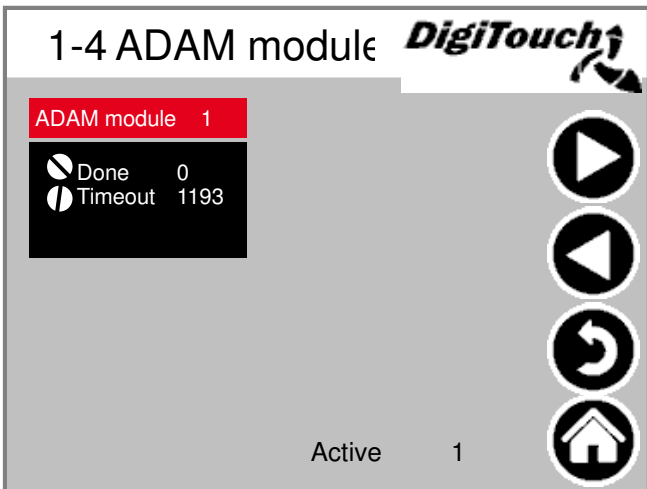 1-4 ADAM module
DigiTouch
ADAM module 1
Done 0
Timeout 1193
Active 1